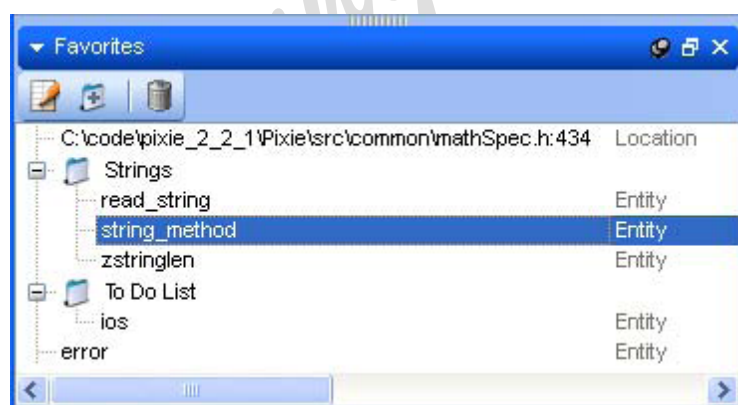 Favorites
C:\code\pixie_2_2_1\Pixie\src\common\mathSpec.h:434 Location
Strings
read_string Entity
string_method Entity
zstringlen Entity
To Do List
ios Entity
error Entity